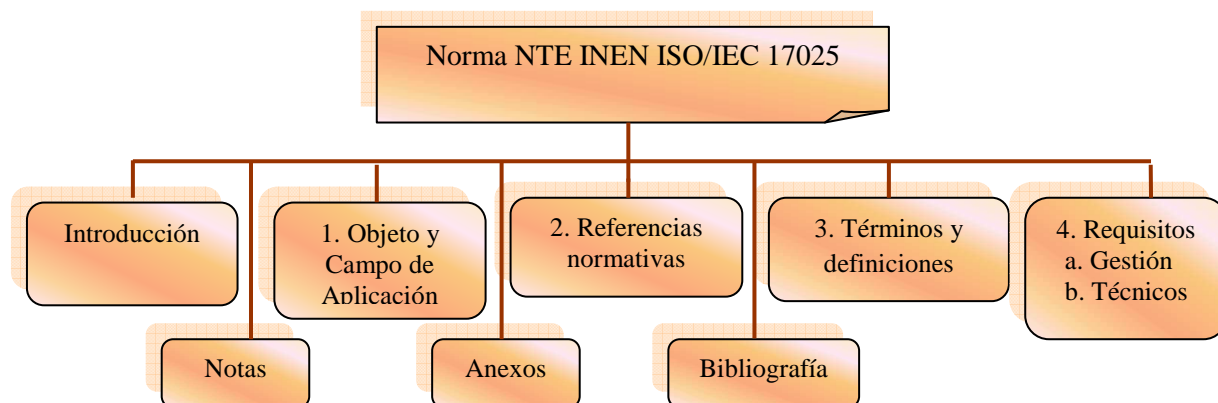 Norma NTE INEN ISO/IEC 17025
Introducción
1. Objeto y
Campo de
Aplicación
2. Referencias
normativas
3. Términos y
definiciones
4. Requisitos
a. Gestión
b. Técnicos
Notas
Anexos
Bibliografía